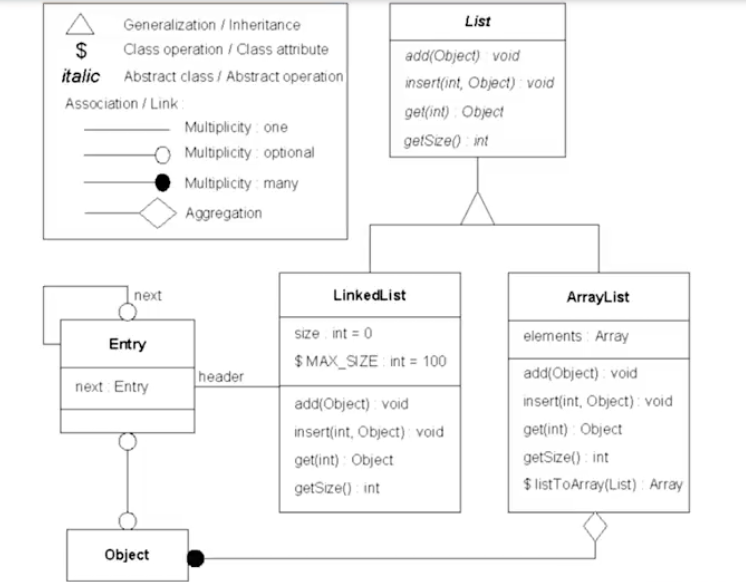 Generalization / Inheritance
$ Class operation / Class attribute
italic Abstract class / Abstract operation
Association / Link :
Multiplicity : one
Multiplicity : optional
Multiplicity : many
Aggregation
List
add(Object) : void
insert(int, Object) : void
get(int) : Object
getSize() : int
next
Entry
next : Entry
header
LinkedList
size : int = 0
$ MAX_SIZE : int = 100
add(Object) : void
insert(int, Object) : void
get(int) : Object
getSize() : int
ArrayList
elements : Array
add(Object) : void
insert(int, Object) : void
get(int) : Object
getSize() : int
$ listToArray(List) : Array
Object